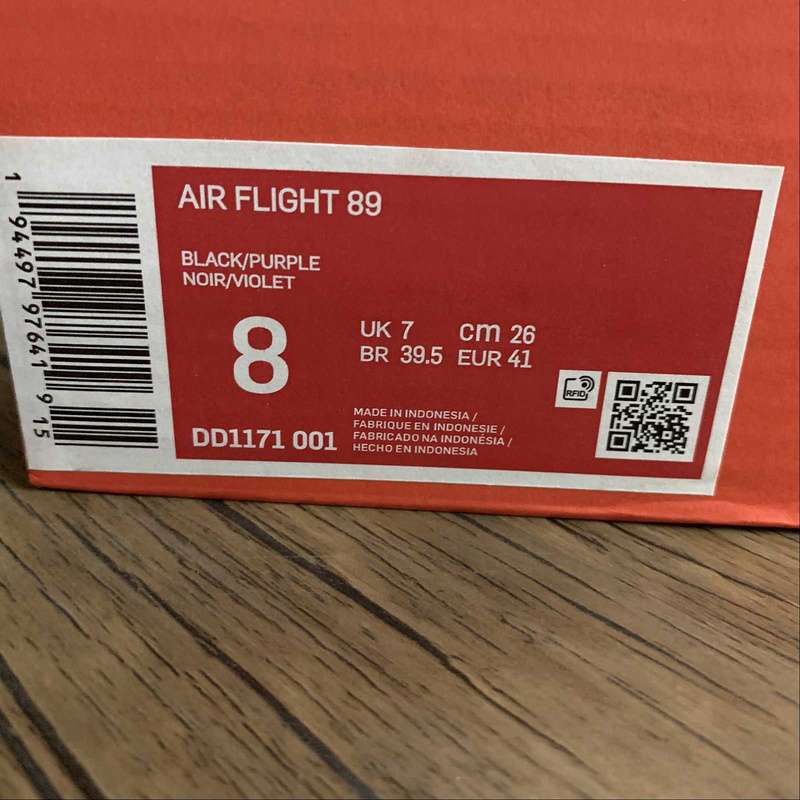 AIR FLIGHT 89
BLACK/PURPLE
NOIR/VIOLET
8
UK 7 cm 26
BR 39.5 EUR 41
DD1171 001
MADE IN INDONESIA /
FABRIQUE EN INDONESIE /
FABRICADO NA INDONÉSIA /
HECHO EN INDONESIA
RFID
1 94497 97641 9 15